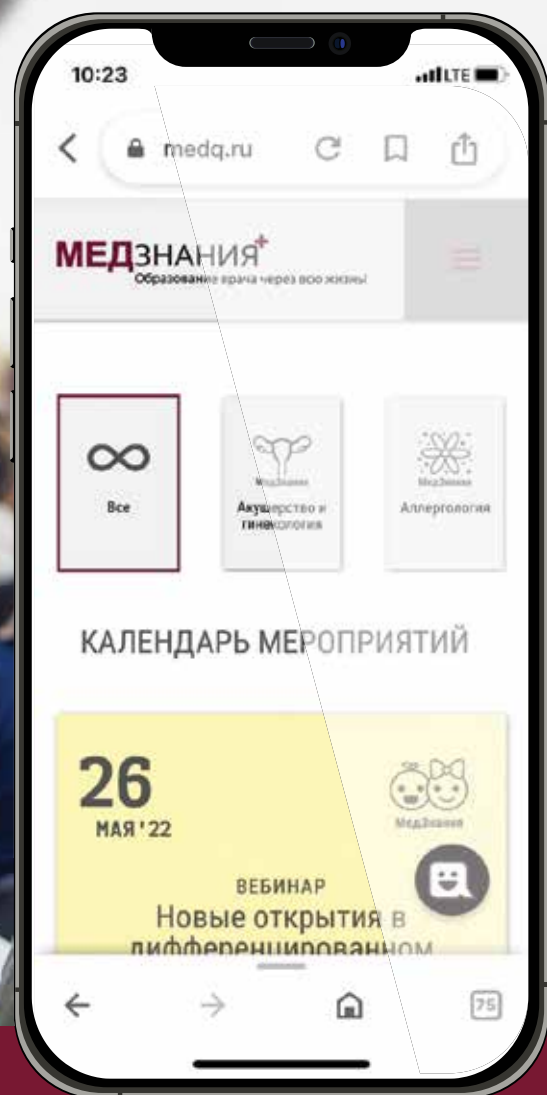 10:23
LTE
medq.ru
МЕДЗНАНИЯ+
Образование врача через всю жизнь!
Все
МедЗнания
Акушерство и
гинекология
МедЗнания
Аллергология
КАЛЕНДАРЬ МЕРОПРИЯТИЙ
26
МАЯ'22
МедЗнания
ВЕБИНАР
Новые открытия в
дифференцированном
75